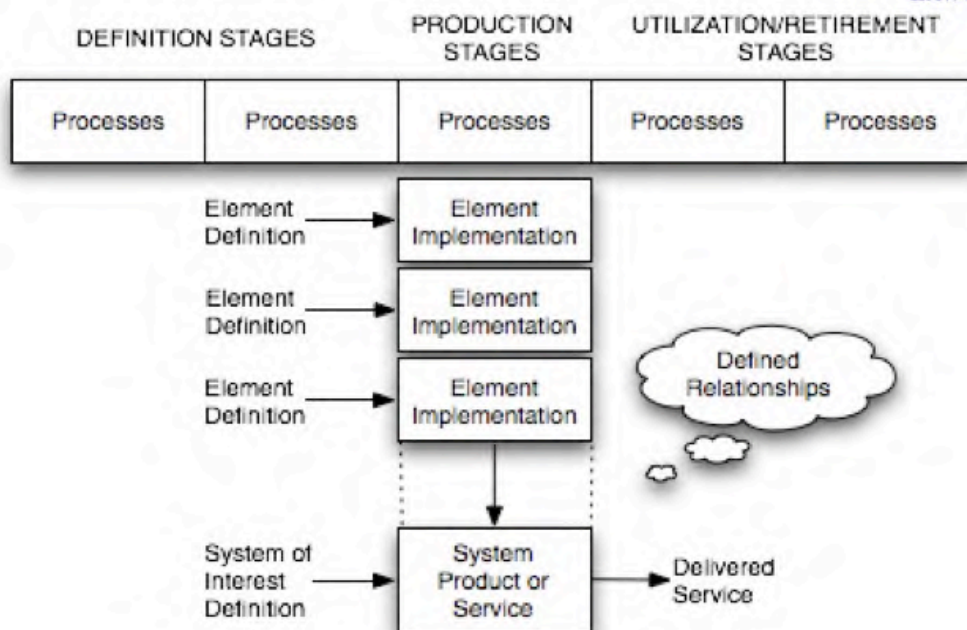 DEFINITION STAGES
PRODUCTION
STAGES
UTILIZATION/RETIREMENT
STAGES
Processes
Processes
Processes
Processes
Processes
Element
Definition
Element
Implementation
Element
Definition
Element
Implementation
Element
Definition
Element
Implementation
Defined
Relationships
System of
Interest
Definition
System
Product or
Service
Delivered
Service